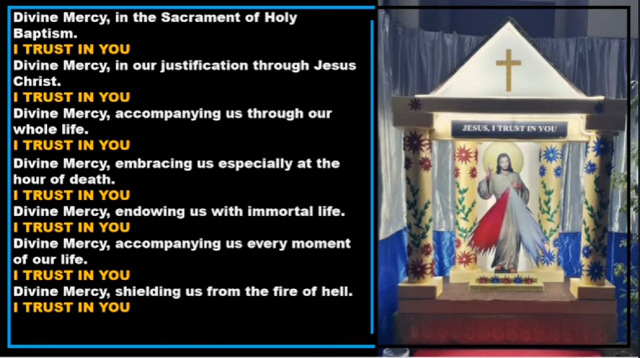 Divine Mercy, in the Sacrament of Holy
Baptism.
I TRUST IN YOU
Divine Mercy, in our justification through Jesus
Christ.
I TRUST IN YOU
Divine Mercy, accompanying us through our
whole life.
I TRUST IN YOU
Divine Mercy, embracing us especially at the
hour of death.
I TRUST IN YOU
Divine Mercy, endowing us with immortal life.
I TRUST IN YOU
Divine Mercy, accompanying us every moment
of our life.
I TRUST IN YOU
Divine Mercy, shielding us from the fire of hell.
I TRUST IN YOU
JESUS, I TRUST IN YOU